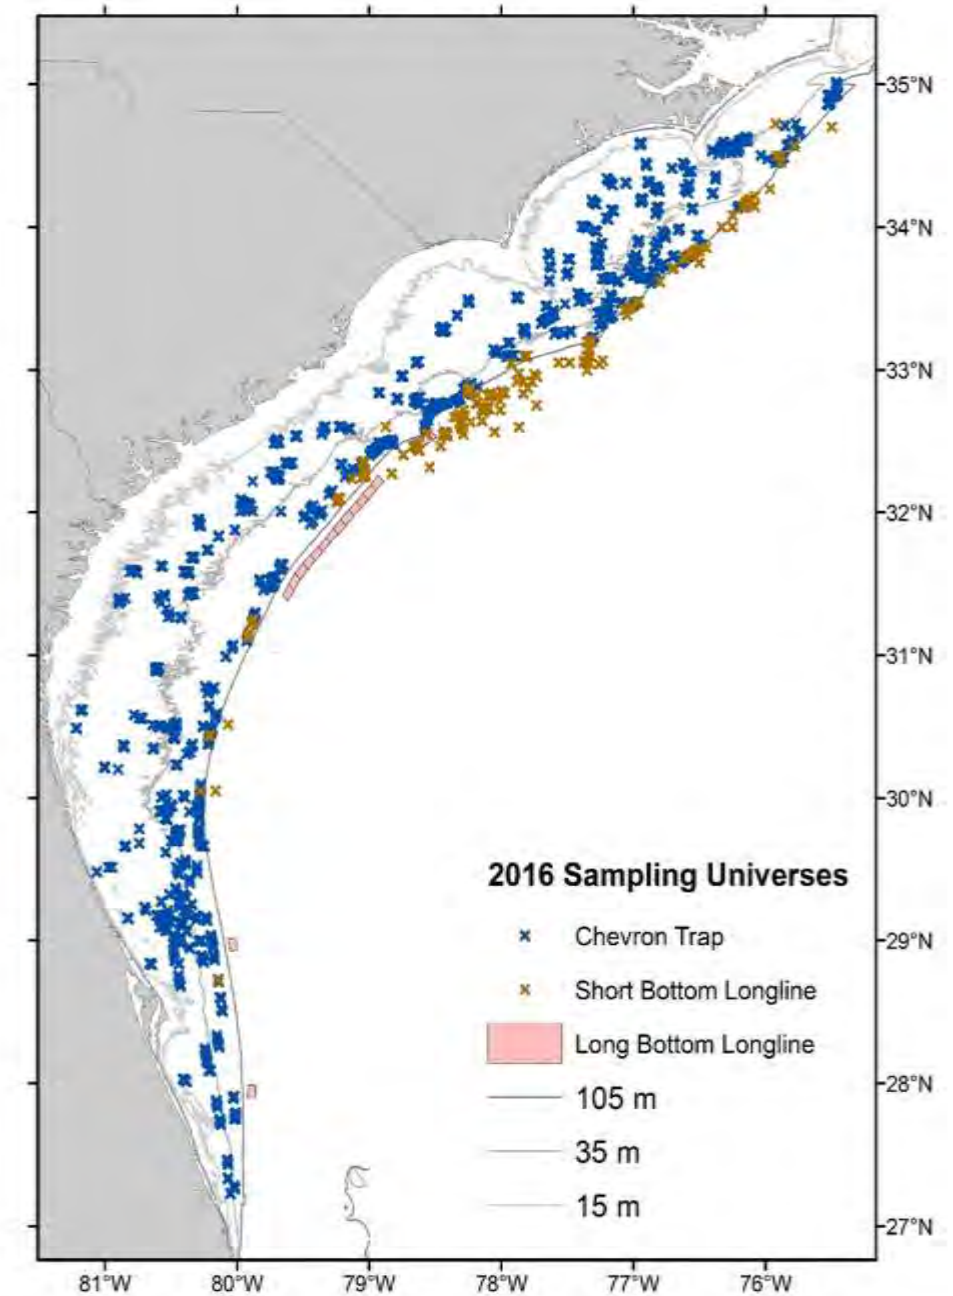 35°N
34°N
33°N
32°N
31°N
30°N
2016 Sampling Universes
Chevron Trap
29°N
Short Bottom Longline
Long Bottom Longline
28°N
105 m
35 m
15 m
27°N
81°W 80°W 79°W 78°W 77°W 76°W